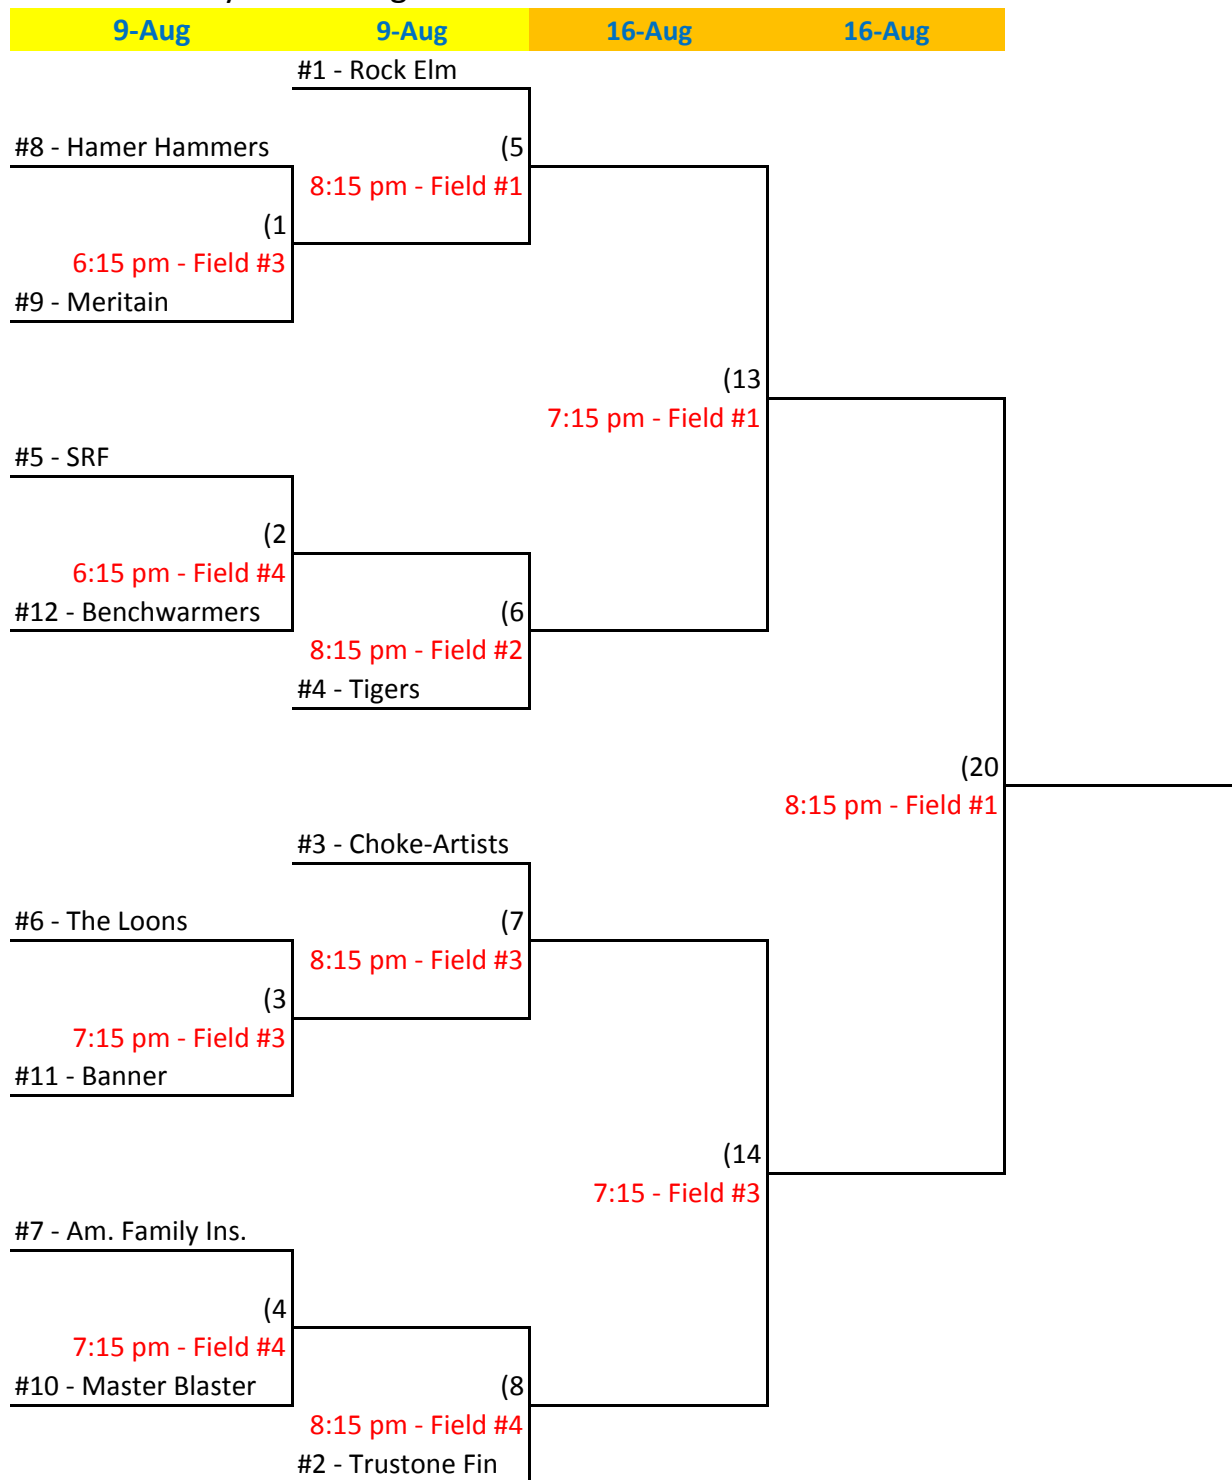 9-Aug 9-Aug 16-Aug 16-Aug
#1 - Rock Elm
#8 - Hamer Hammers (5
8:15 pm - Field #1
(1
6:15 pm - Field #3
#9 - Meritain
(13
7:15 pm - Field #1
#5 - SRF
(2
6:15 pm - Field #4
#12 - Benchwarmers (6
8:15 pm - Field #2
#4 - Tigers
(20
8:15 pm - Field #1
#3 - Choke-Artists
#6 - The Loons (7
8:15 pm - Field #3
(3
7:15 pm - Field #3
#11 - Banner
(14
7:15 - Field #3
#7 - Am. Family Ins.
(4
7:15 pm - Field #4
#10 - Master Blaster (8
8:15 pm - Field #4
#2 - Trustone Fin